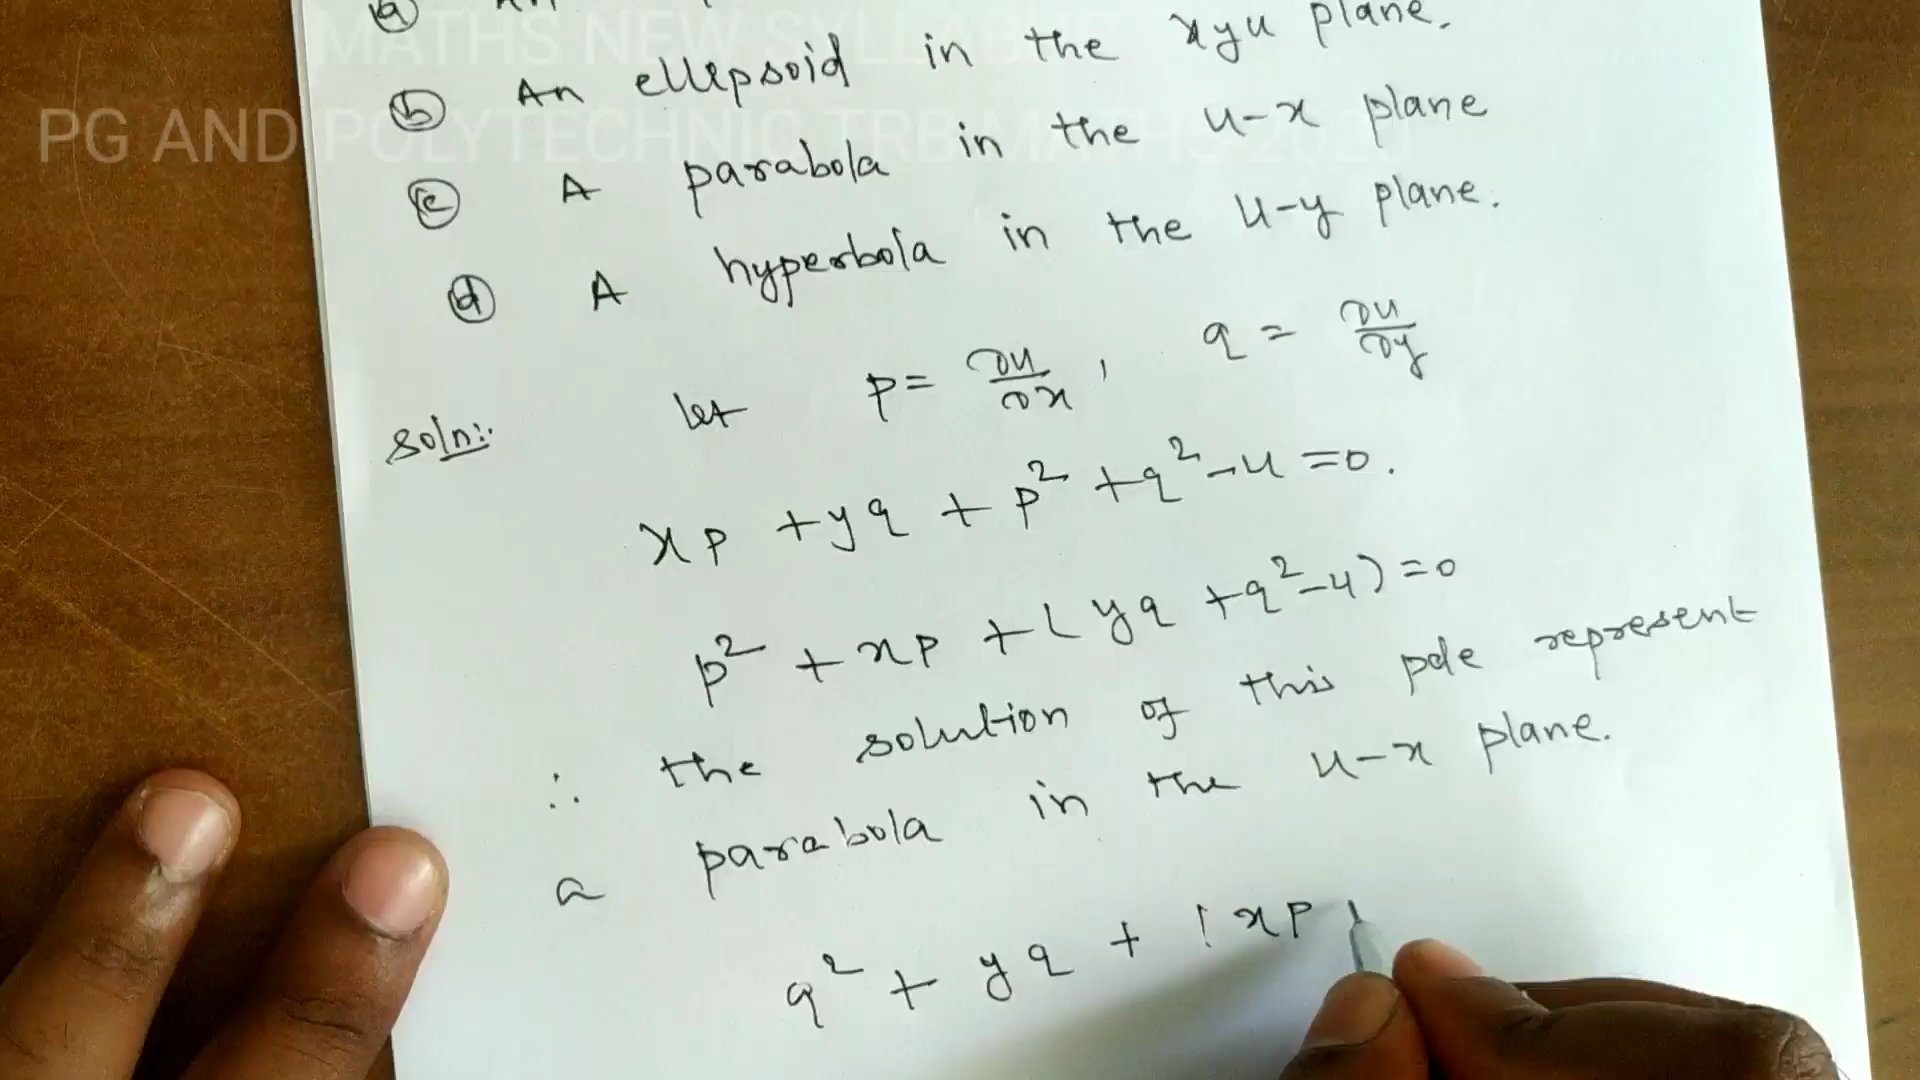 (a) An
MATHS NEW SYLLAB
(b) An ellipsoid in the xyu plane.
PG AND POLYTECHNIC TRB MATHS 2020
(c) A parabola in the u-x plane
(d) A hyperbola in the u-y plane.
soln:- let p = ∂u/∂x, q = ∂u/∂y
xp + yq + p² + q² - u = 0.
p² + xp + (yq + q² - u) = 0
∴ the solution of this pde represent
a parabola in the u-x plane.
q² + yq + (xp